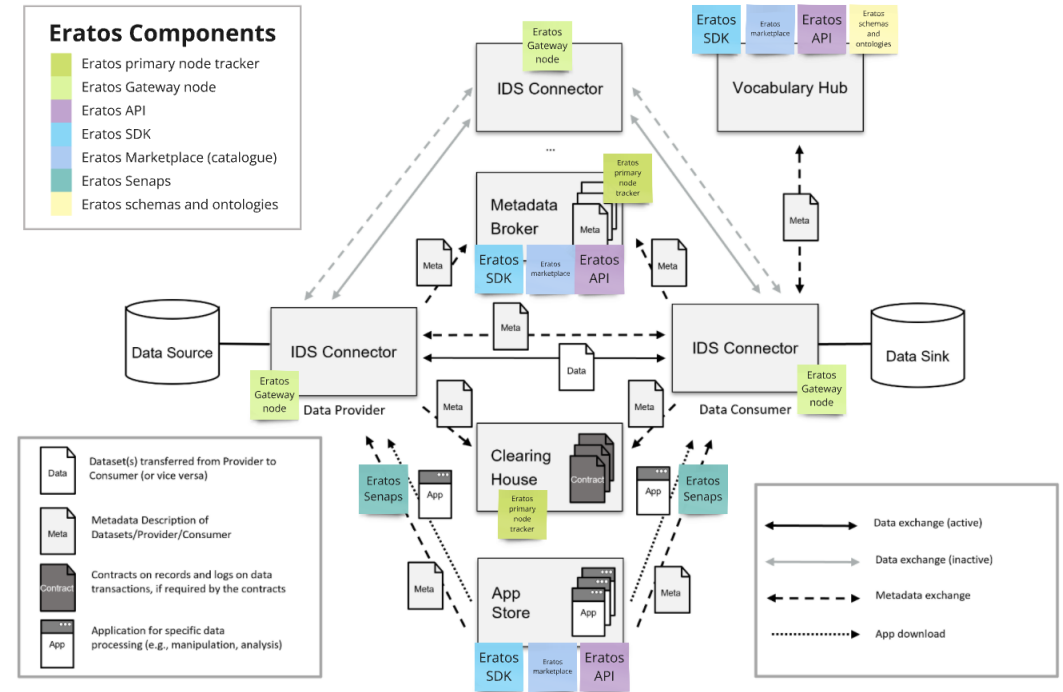 Eratos Components
Eratos primary node tracker
Eratos Gateway node
Eratos API
Eratos SDK
Eratos Marketplace (catalogue)
Eratos Senaps
Eratos schemas and ontologies
Eratos
Gateway
node
IDS Connector
...
Eratos
SDK
Eratos
marketplace
Eratos
API
Eratos
schemas
and
ontologies
Vocabulary Hub
Meta
Metadata
Broker
Meta
Eratos
primary
node
tracker
Eratos
SDK
Eratos
marketplace
Eratos
API
Meta
Meta
Data Source
IDS Connector
Eratos
Gateway
node
Data Provider
Meta
Data
IDS Connector
Data Sink
Eratos
Gateway
node
Data Consumer
Meta
Meta
Clearing
House
Contract
Eratos
primary
node
tracker
Eratos
Senaps
App
App
Eratos
Senaps
Meta
Meta
App
Store
App
Eratos
SDK
Eratos
marketplace
Eratos
API
Data
Dataset(s) transferred from Provider to
Consumer (or vice versa)
Meta
Metadata Description of
Datasets/Provider/Consumer
Contract
Contracts on records and logs on data
transactions, if required by the contracts
App
Application for specific data
processing (e.g., manipulation, analysis)
Data exchange (active)
Data exchange (inactive)
Metadata exchange
App download